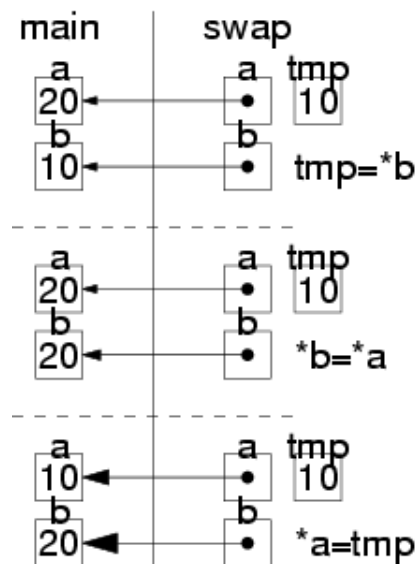 main swap
a a tmp
20 10
b b
10 tmp=*b
a a tmp
20 10
b b
20 *b=*a
a a tmp
10 10
b b
20 *a=tmp